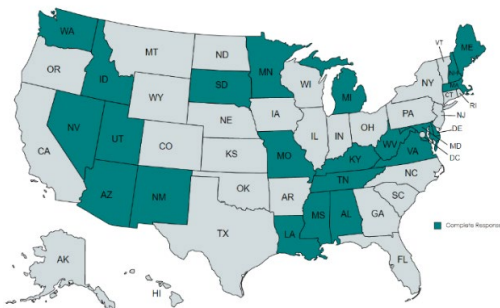 WA
MT
ND
MN
VT
ME
OR
ID
SD
WI
MI
NY
NH
MA
WY
CT
RI
IA
PA
NJ
NE
NV
UT
IL
IN
OH
DE
CA
CO
WV
VA
MD
DC
KS
MO
KY
NC
TN
AZ
NM
OK
AR
SC
MS
AL
GA
Complete Response
TX
LA
AK
FL
HI